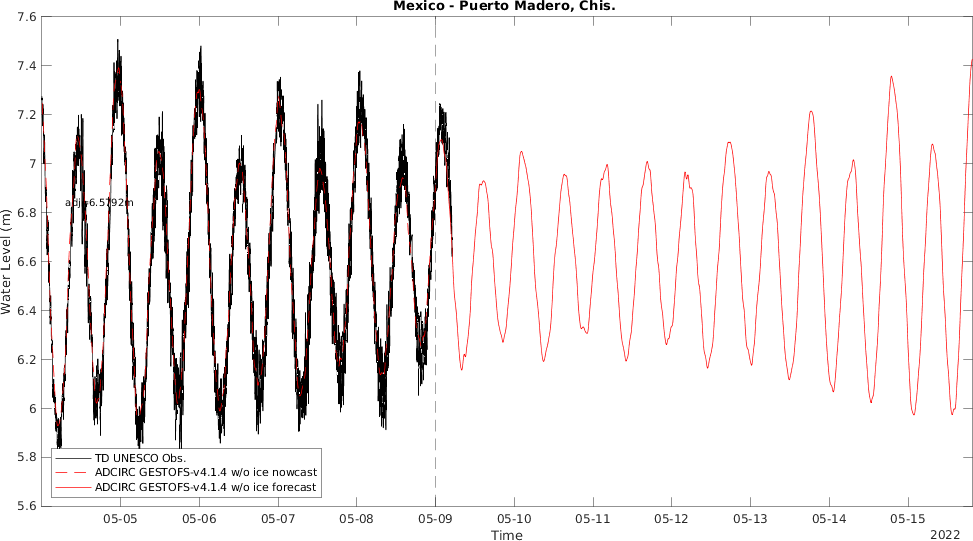 Mexico - Puerto Madero, Chis.
7.6
7.4
7.2
7
6.8
6.6
6.4
6.2
6
5.8
5.6
Water Level (m)
TD UNESCO Obs.
ADCIRC GESTOFS-v4.1.4 w/o ice nowcast
ADCIRC GESTOFS-v4.1.4 w/o ice forecast
05-05 05-06 05-07 05-08 05-09 05-10 05-11 05-12 05-13 05-14 05-15
Time
2022